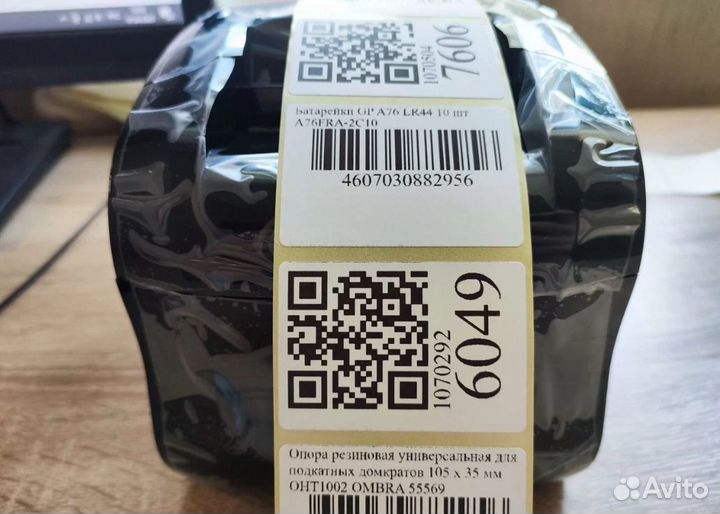 1070504
7606
Батарейки GP A76 LR44 10 шт
A76FRA-2C10
4607030882956
1070292
6049
Опора резиновая универсальная для
подкатных домкратов 105 x 35 мм
OHT1002 OMBRA 55569
Avito